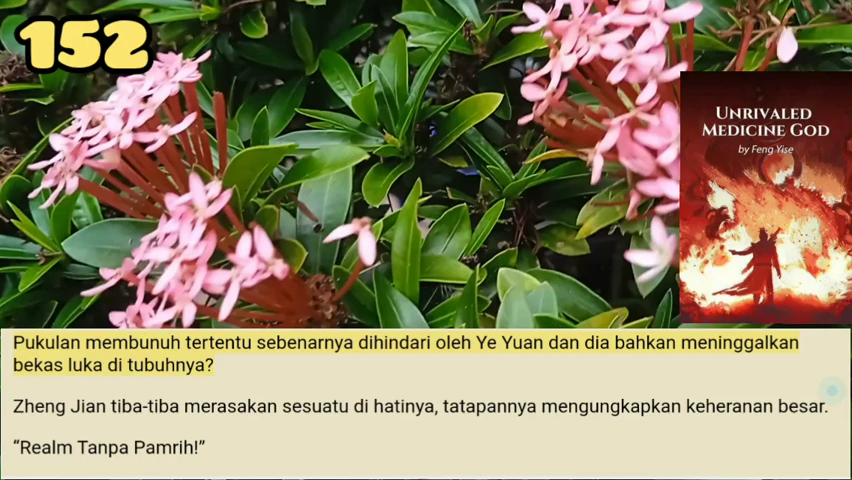 152
UNRIVALED
MEDICINE GOD
by Feng Yise
Pukulan membunuh tertentu sebenarnya dihindari oleh Ye Yuan dan dia bahkan meninggalkan
bekas luka di tubuhnya?
Zheng Jian tiba-tiba merasakan sesuatu di hatinya, tatapannya mengungkapkan keheranan besar.
“Realm Tanpa Pamrih!”